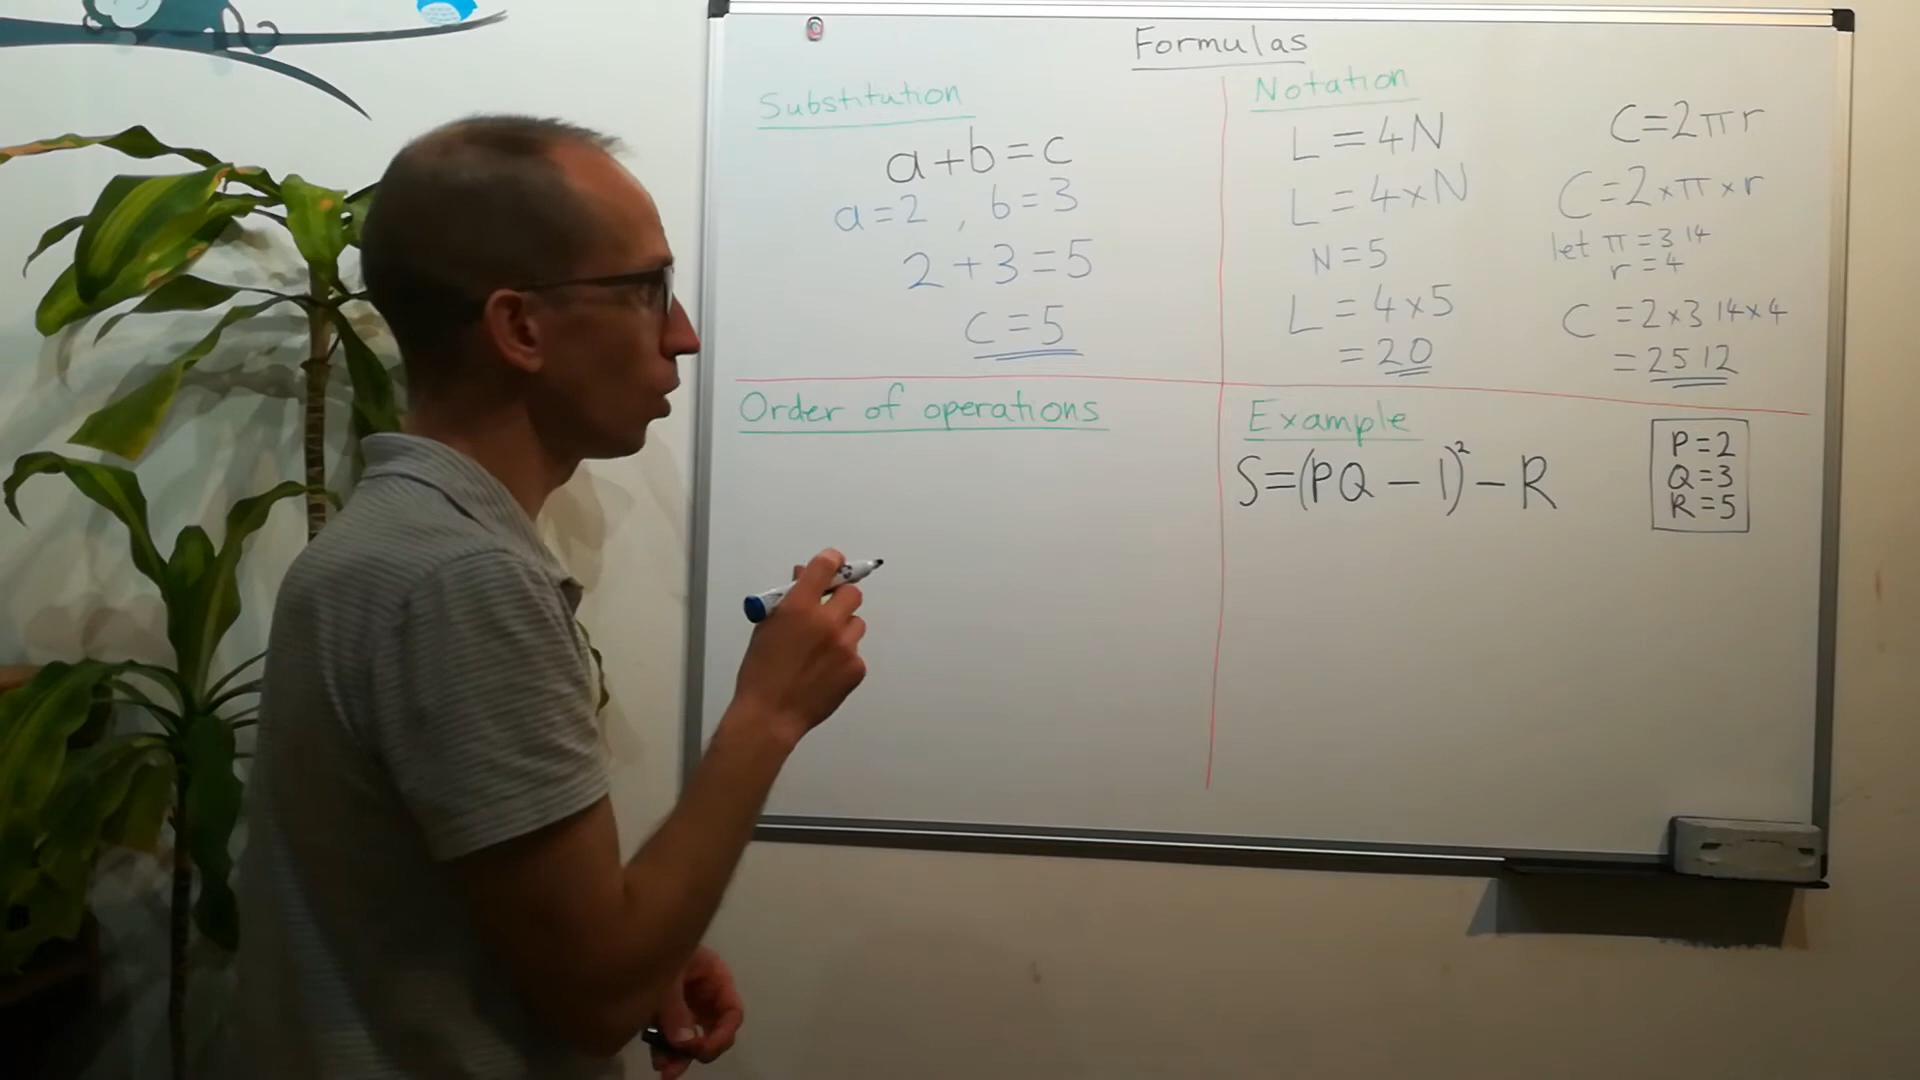 Formulas
Substitution
a+b=c
a=2 , b=3
2+3=5
c=5
Notation
L=4N
L=4×N
N=5
L=4×5
=20
C=2πr
C=2×π×r
let π=3 14
r=4
C=2×3 14×4
=25 12
Order of operations
Example
S=(PQ-1)²-R
P=2
Q=3
R=5